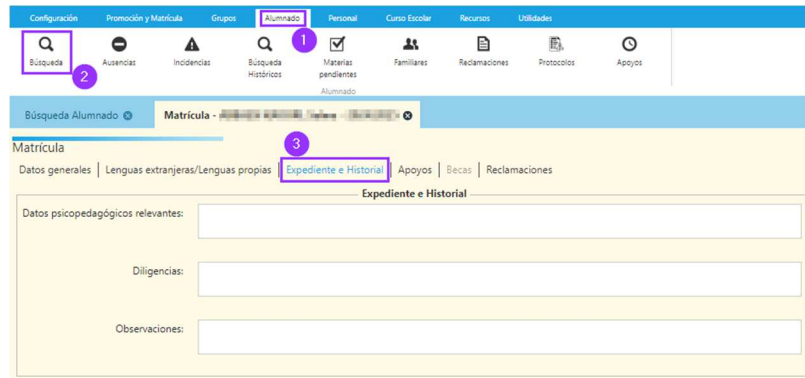 Configuración Promoción y Matrícula Grupos Alumnado Personal Curso Escolar Recursos Utilidades
1
Búsqueda Ausencias Incidencias Búsqueda Históricos Materias pendientes Familiares Reclamaciones Protocolos Apoyos
2
Alumnado
Búsqueda Alumnado Matrícula -
3
Matrícula
Datos generales | Lenguas extranjeras/Lenguas propias | Expediente e Historial | Apoyos | Becas | Reclamaciones
Expediente e Historial
Datos psicopedagógicos relevantes:
Diligencias:
Observaciones: